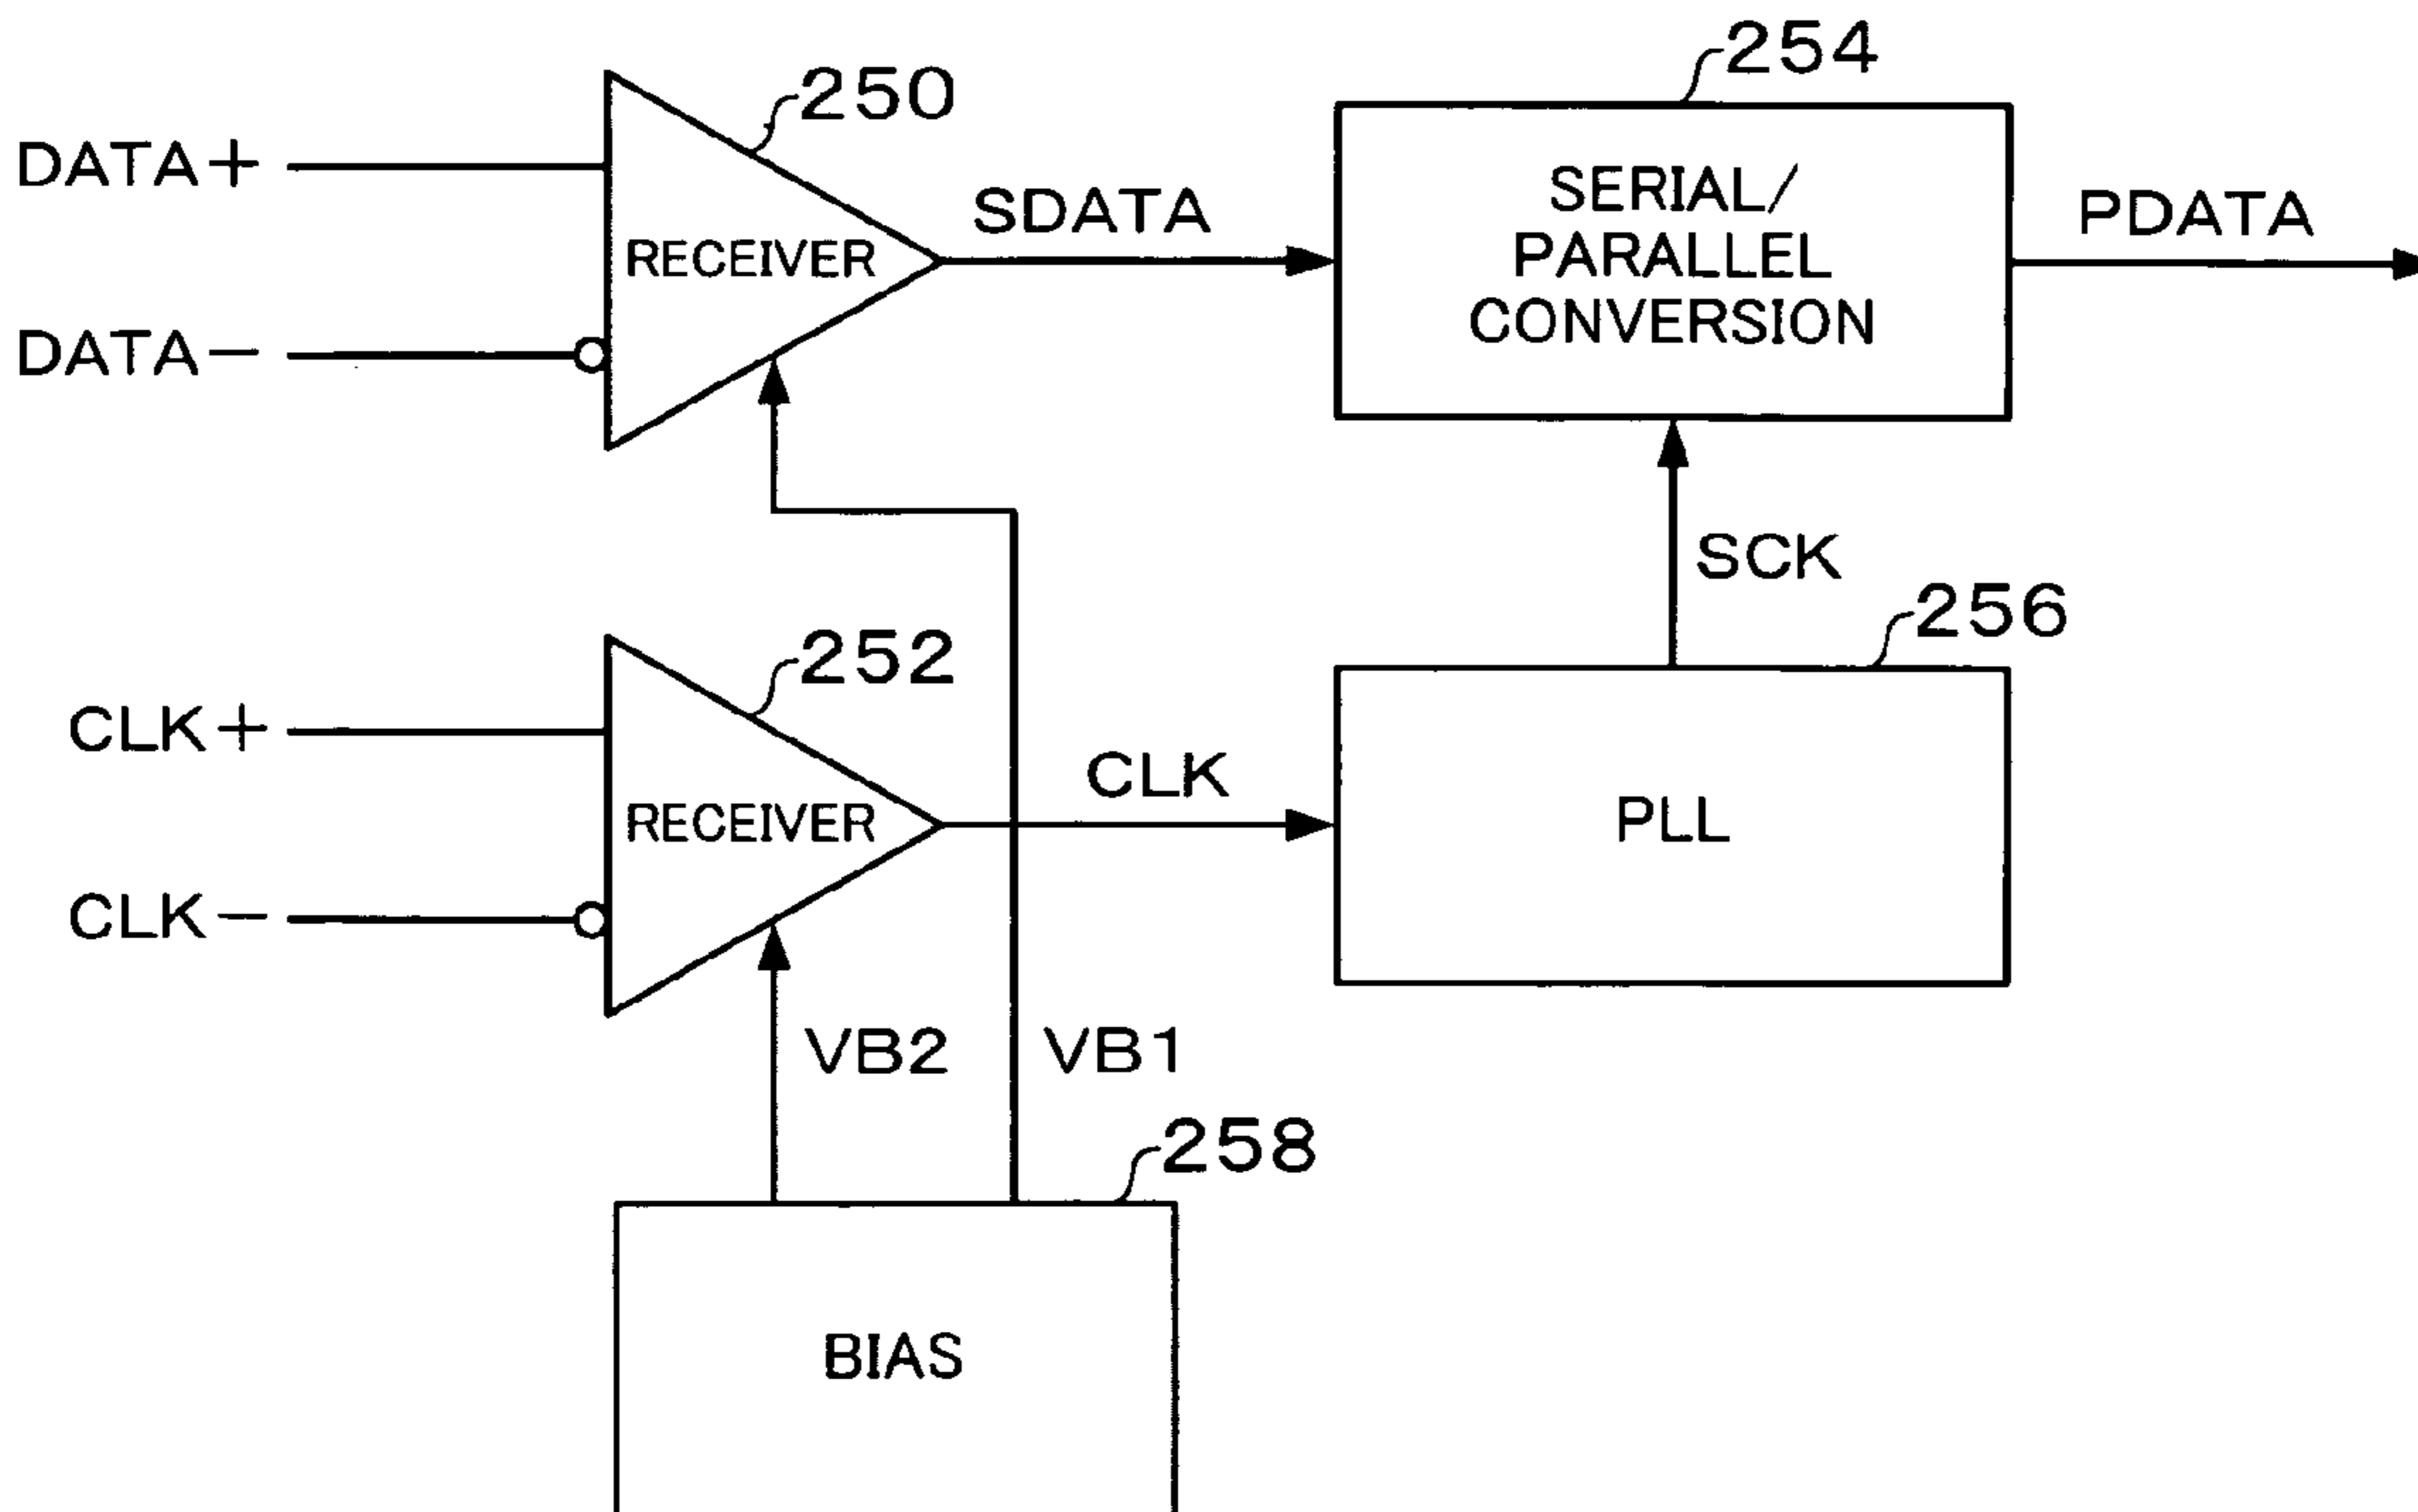 254
250
DATA+
SERIAL/
PARALLEL
CONVERSION
SDATA
PDATA
RECEIVER
DATA−
SCK
256
252
CLK+
CLK
RECEIVER
PLL
CLK−
VB2
VB1
258
BIAS